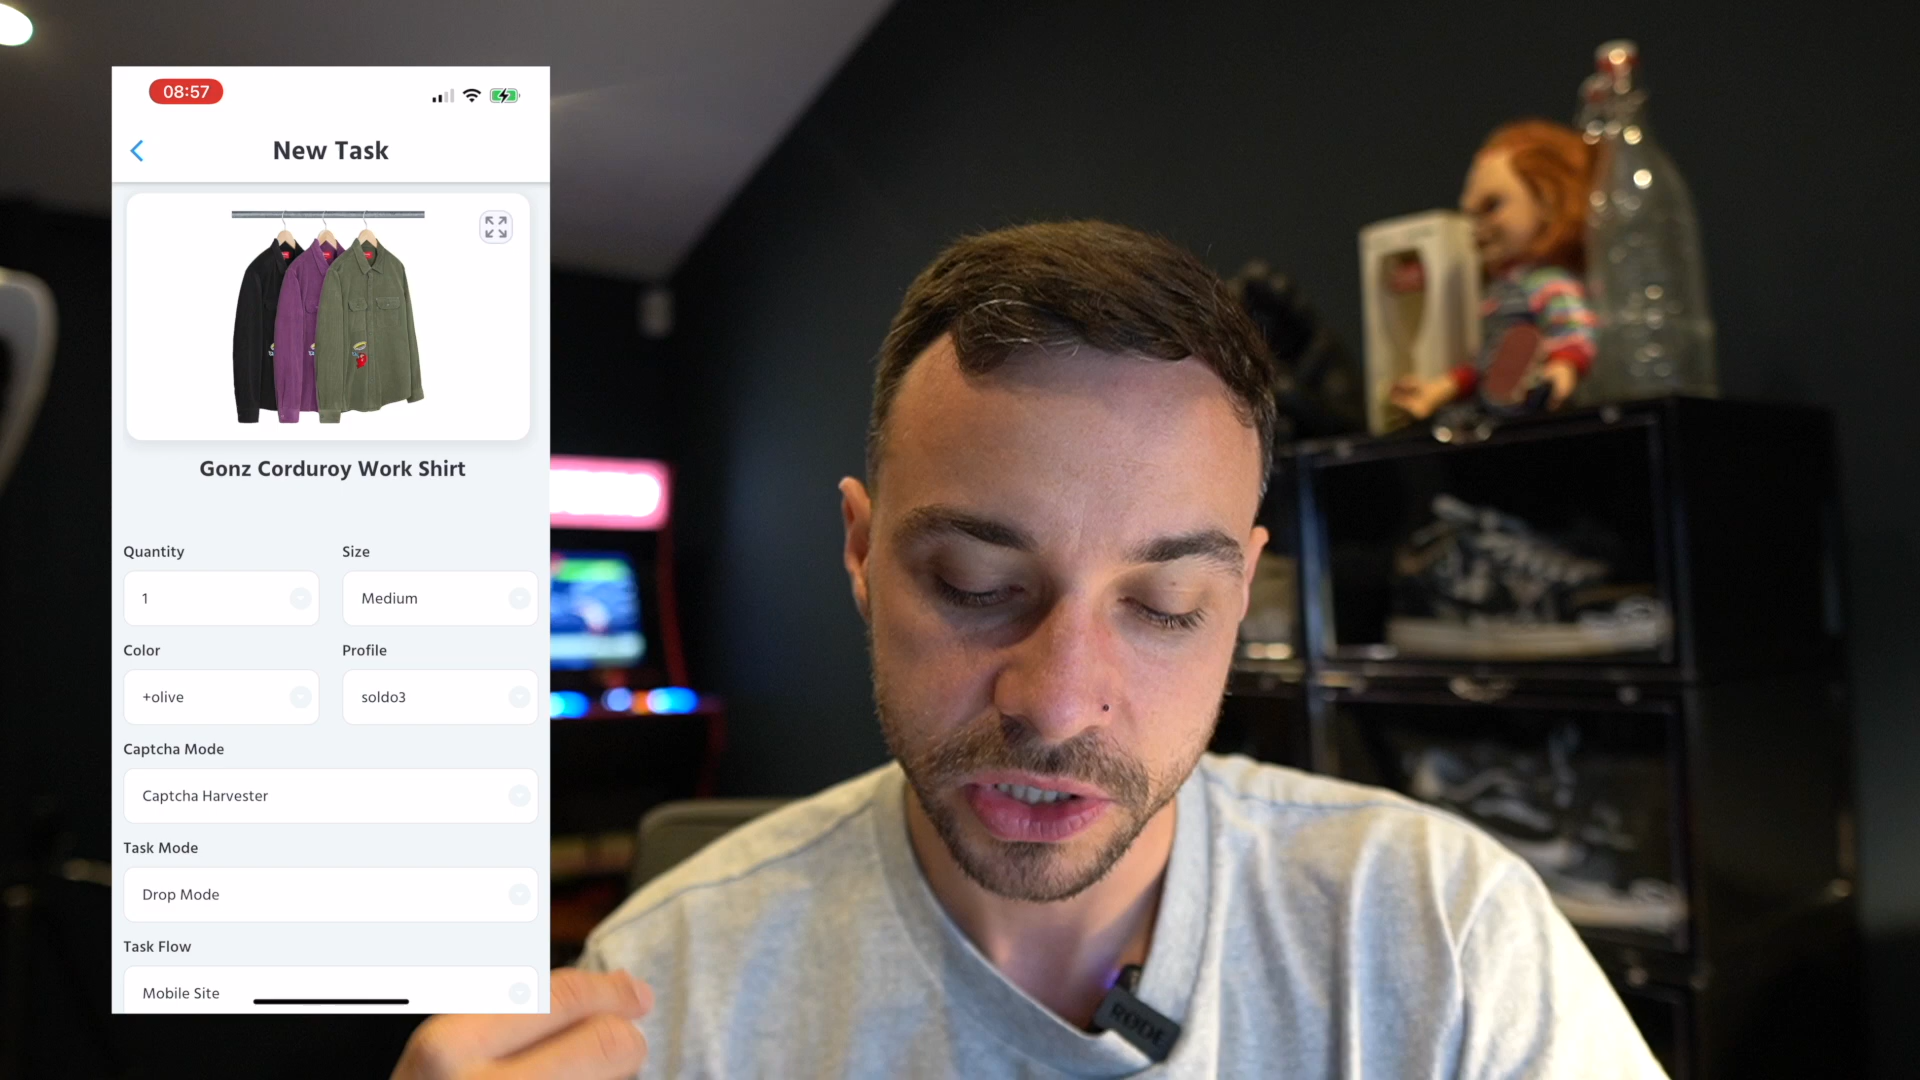 08:57
New Task
Gonz Corduroy Work Shirt
Quantity
Size
1
Medium
Color
Profile
+olive
soldo3
Captcha Mode
Captcha Harvester
Task Mode
Drop Mode
Task Flow
Mobile Site
RØDE